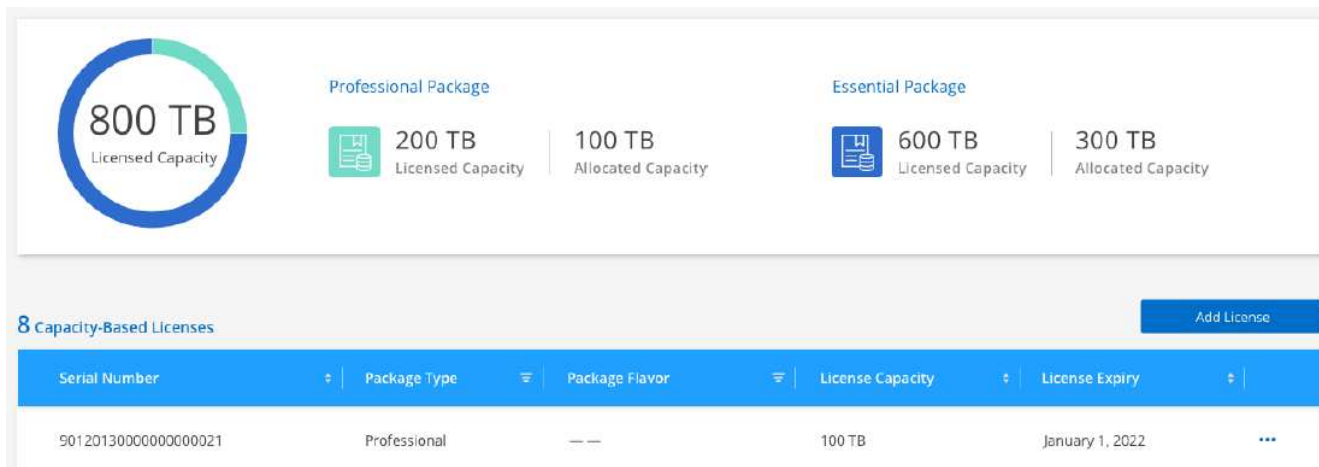 800 TB
Licensed Capacity
Professional Package
200 TB
Licensed Capacity
100 TB
Allocated Capacity
Essential Package
600 TB
Licensed Capacity
300 TB
Allocated Capacity
8 Capacity-Based Licenses
Add License
Serial Number Package Type Package Flavor License Capacity License Expiry
90120130000000000021 Professional —— 100 TB January 1, 2022 •••